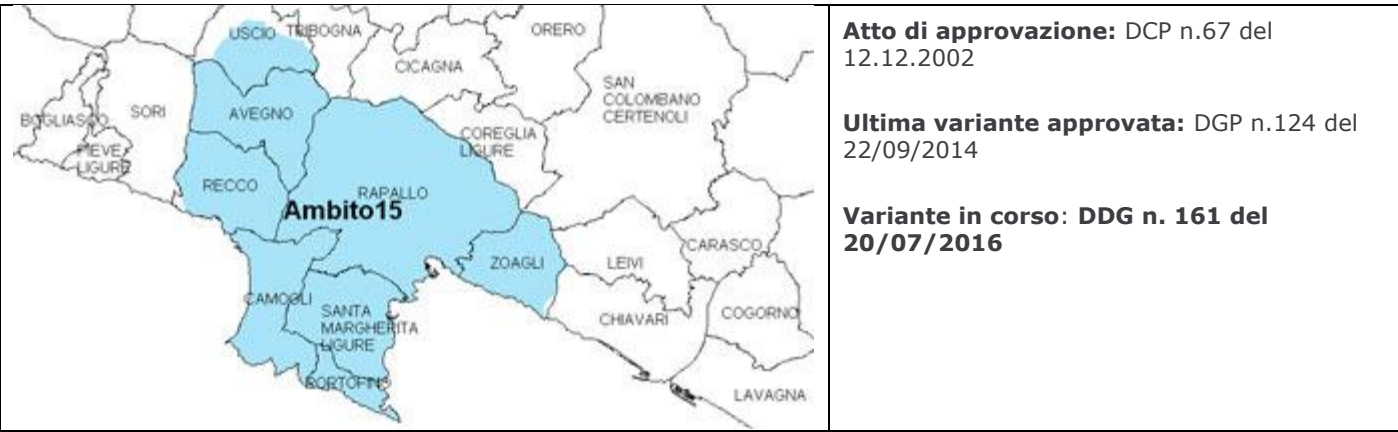 USCIO
TRIBOGNA
ORERO
CICAGNA
SAN
COLOMBANO
CERTENOLI
SORI
AVEGNO
BOGLIASCO
COREGLIA
LIGURE
PIEVE
LIGURE
RECCO
RAPALLO
Ambito15
CARASCO
ZOAGLI
LEIVI
CAMOGLI
SANTA
MARGHERITA
LIGURE
CHIAVARI
COGORNO
PORTOFINO
LAVAGNA
Atto di approvazione: DCP n.67 del
12.12.2002
Ultima variante approvata: DGP n.124 del
22/09/2014
Variante in corso: DDG n. 161 del
20/07/2016